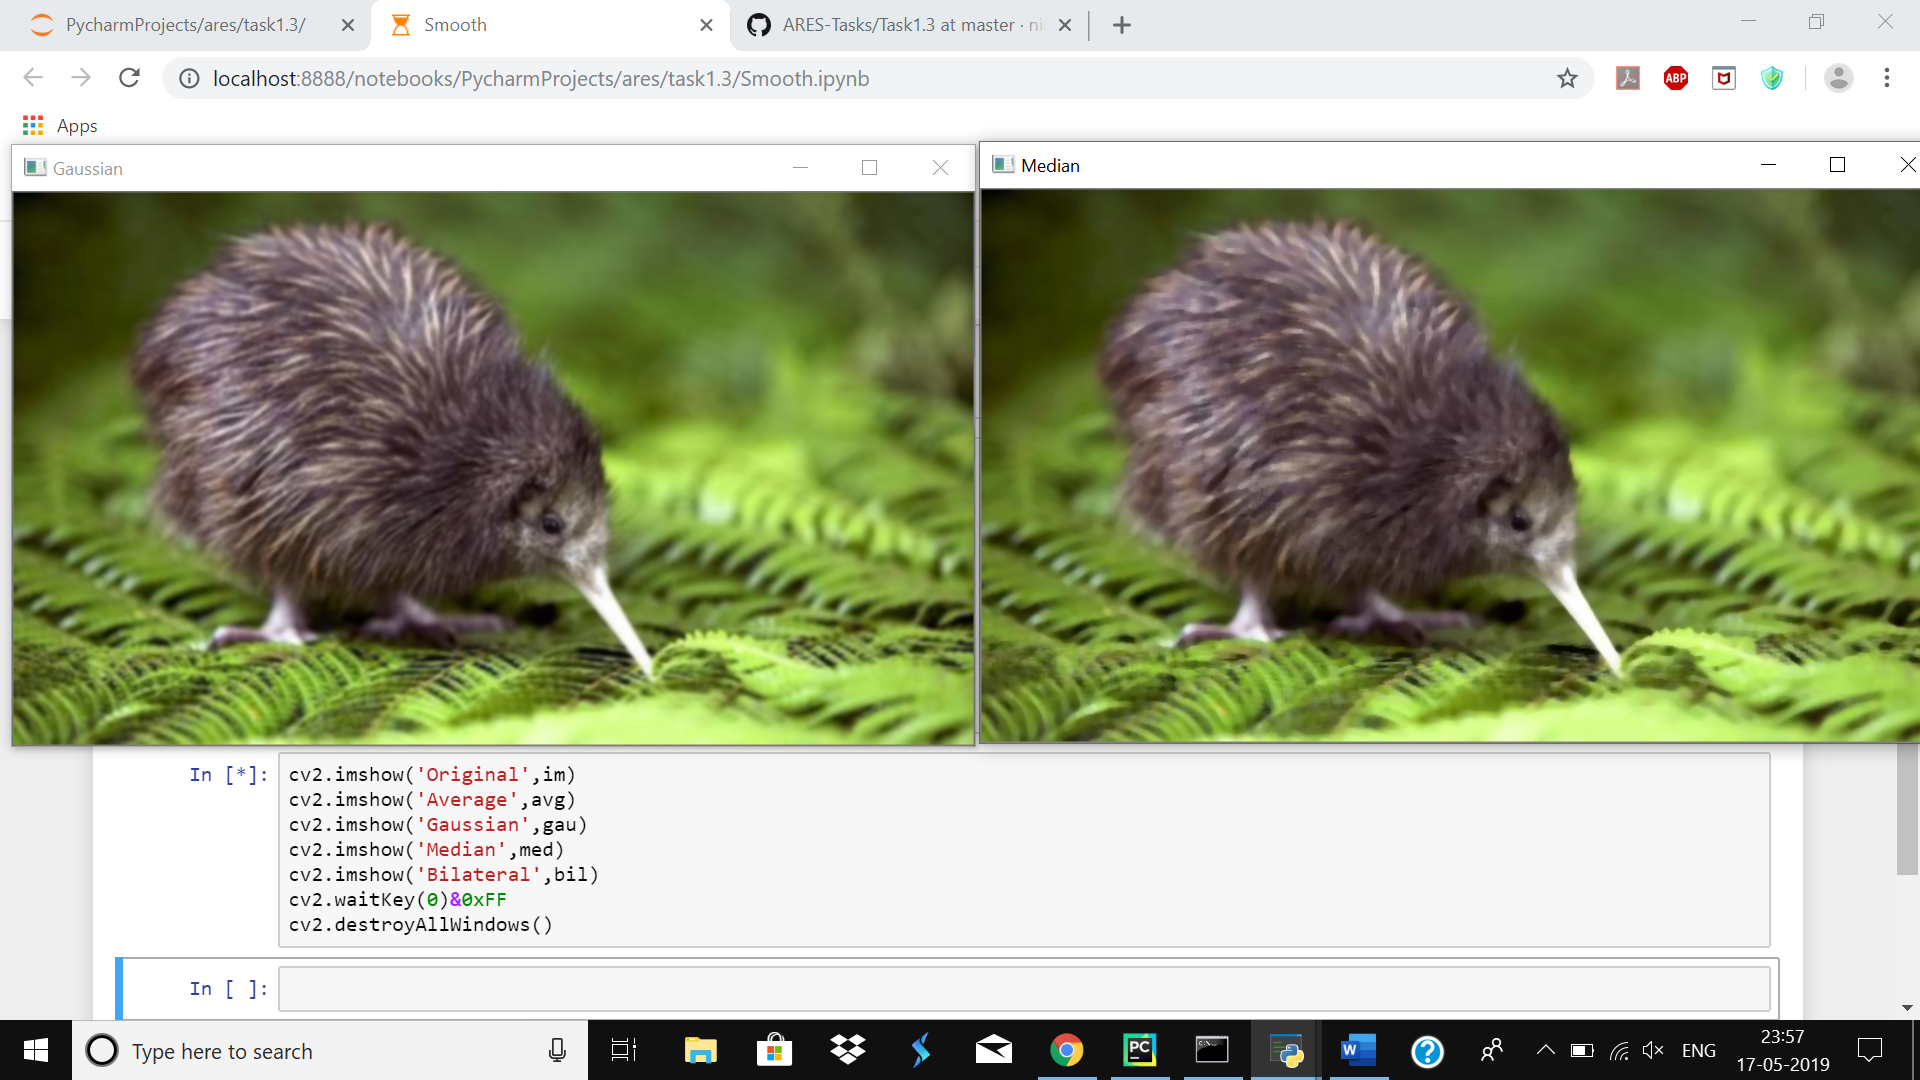 PycharmProjects/ares/task1.3/
Smooth
ARES-Tasks/Task1.3 at master · ni
localhost:8888/notebooks/PycharmProjects/ares/task1.3/Smooth.ipynb
ABP
Apps
Gaussian
Median
In [*]:
cv2.imshow('Original',im)
cv2.imshow('Average',avg)
cv2.imshow('Gaussian',gau)
cv2.imshow('Median',med)
cv2.imshow('Bilateral',bil)
cv2.waitKey(0)&0xFF
cv2.destroyAllWindows()
In [ ]:
Type here to search
PC
W
?
ENG
23:57
17-05-2019